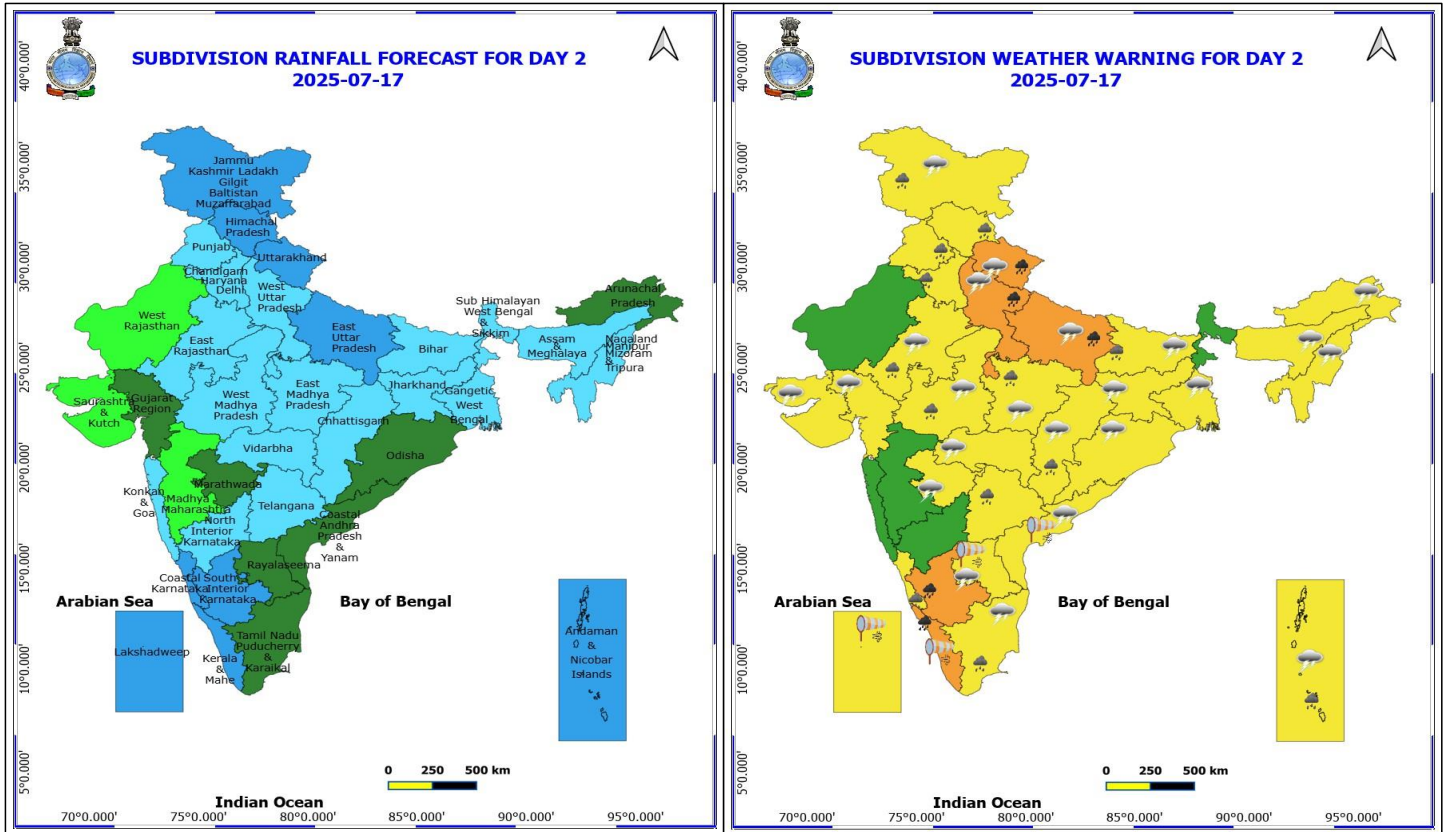 SUBDIVISION RAINFALL FORECAST FOR DAY 2
2025-07-17
40°0.000'
35°0.000'
30°0.000'
25°0.000'
20°0.000'
15°0.000'
10°0.000'
5°0.000'
Jammu
Kashmir Ladakh
Gilgit
Baltistan
Muzaffarabad
Himachal
Pradesh
Punjab
Uttarakhand
Chandigarh
Haryana
Delhi
West
Uttar
Pradesh
West
Rajasthan
East
Rajasthan
East
Uttar
Pradesh
Bihar
Sub Himalayan
West Bengal
&
Sikkim
Arunachal
Pradesh
Assam
&
Meghalaya
Nagaland
Manipur
Mizoram
&
Tripura
Saurashtra
&
Kutch
Gujarat
Region
West
Madhya
Pradesh
East
Madhya
Pradesh
Jharkhand
Gangetic
West
Bengal
Chhattisgarh
Vidarbha
Odisha
Konkan
&
Goa
Madhya
Maharashtra
Marathwada
Telangana
North
Interior
Karnataka
Coastal
Andhra
Pradesh
&
Yanam
Rayalaseema
Coastal
Karnataka
South
Interior
Karnataka
Tamil Nadu
Puducherry
&
Karaikal
Kerala
&
Mahe
Arabian Sea
Lakshadweep
Bay of Bengal
Andaman
&
Nicobar
Islands
0 250 500 km
Indian Ocean
70°0.000' 75°0.000' 80°0.000' 85°0.000' 90°0.000' 95°0.000'
SUBDIVISION WEATHER WARNING FOR DAY 2
2025-07-17
40°0.000'
35°0.000'
30°0.000'
25°0.000'
20°0.000'
15°0.000'
10°0.000'
5°0.000'
Arabian Sea
Bay of Bengal
0 250 500 km
Indian Ocean
70°0.000' 75°0.000' 80°0.000' 85°0.000' 90°0.000' 95°0.000'